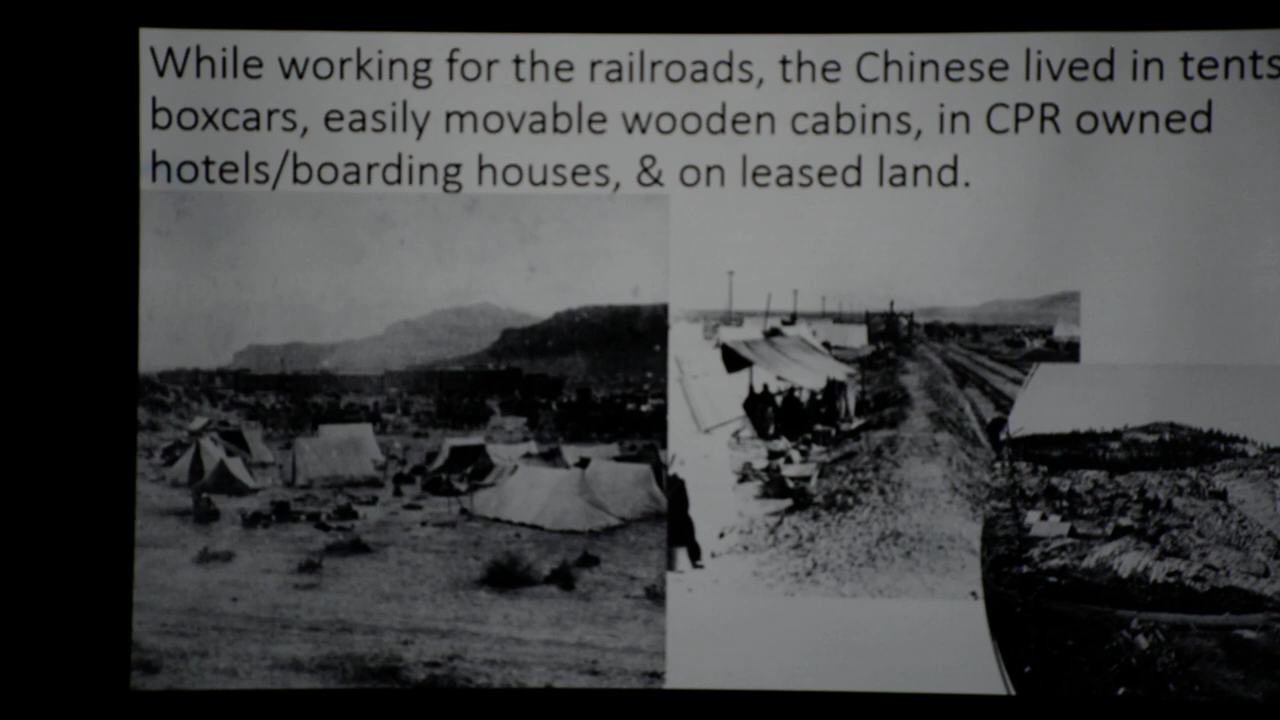 While working for the railroads, the Chinese lived in tents
boxcars, easily movable wooden cabins, in CPR owned
hotels/boarding houses, & on leased land.